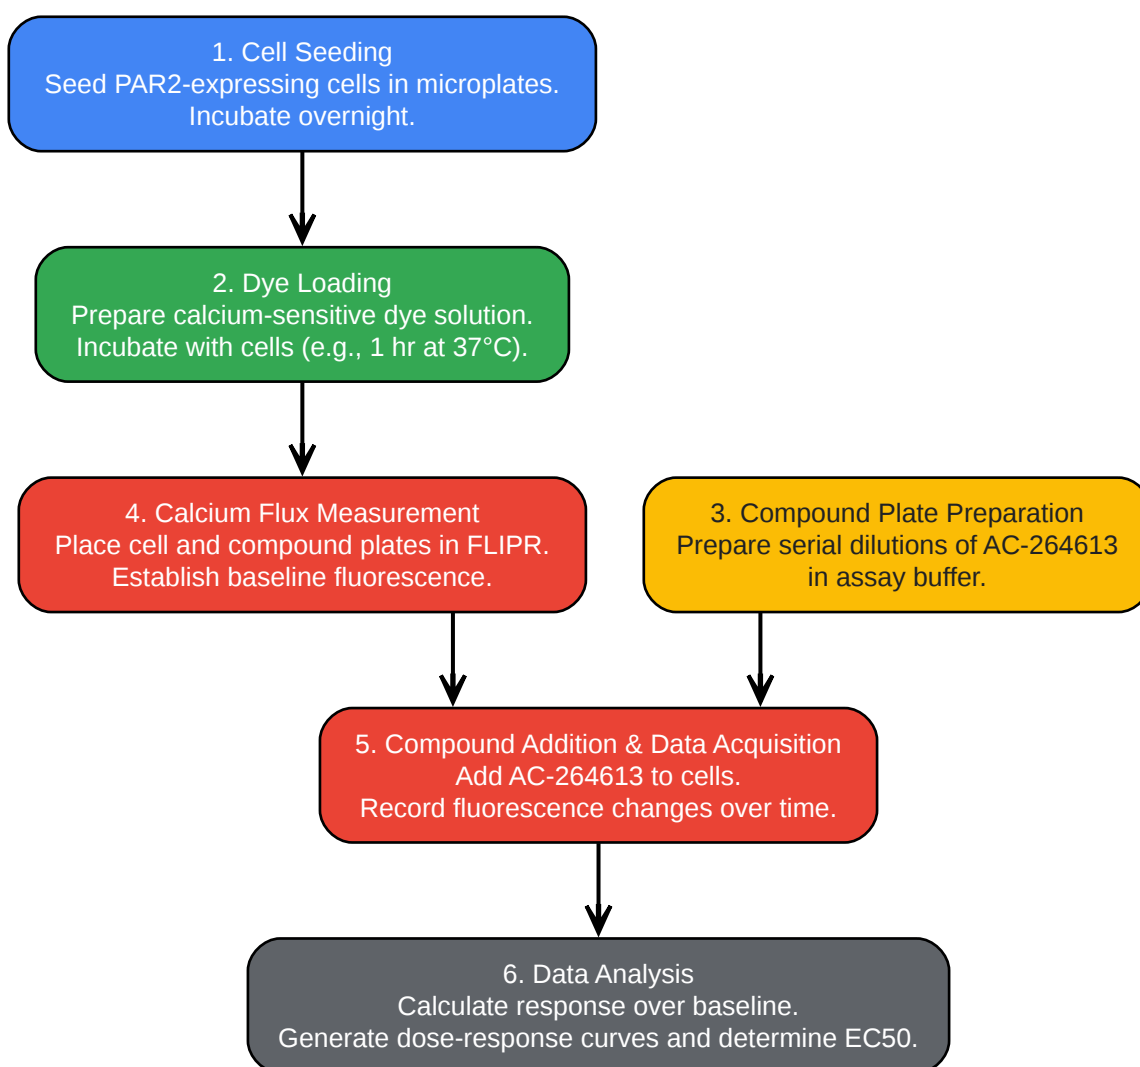 1. Cell Seeding
Seed PAR2-expressing cells in microplates.
Incubate overnight.
2. Dye Loading
Prepare calcium-sensitive dye solution.
Incubate with cells (e.g., 1 hr at 37°C).
4. Calcium Flux Measurement
Place cell and compound plates in FLIPR.
Establish baseline fluorescence.
3. Compound Plate Preparation
Prepare serial dilutions of AC-264613
in assay buffer.
5. Compound Addition & Data Acquisition
Add AC-264613 to cells.
Record fluorescence changes over time.
6. Data Analysis
Calculate response over baseline.
Generate dose-response curves and determine EC50.